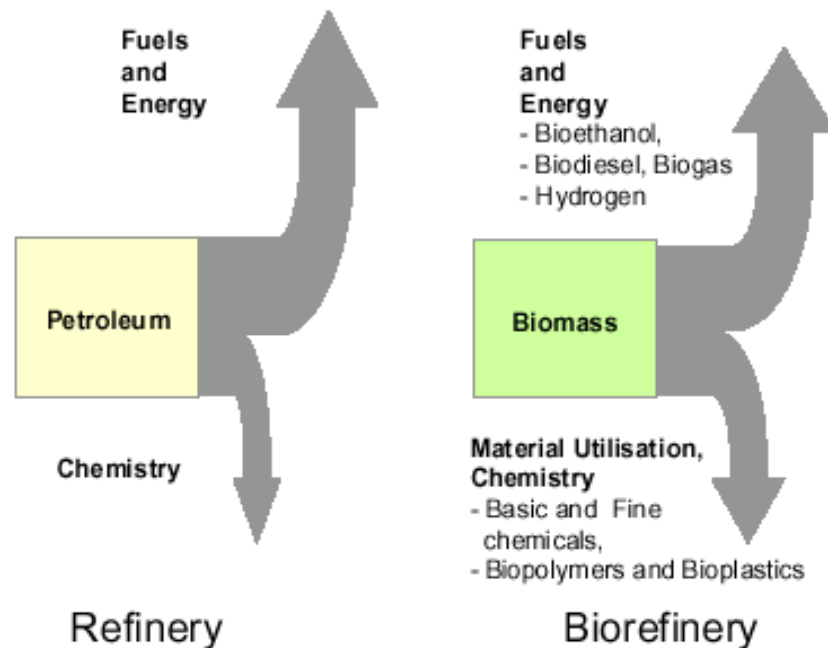 Fuels
and
Energy
Petroleum
Chemistry
Refinery
Fuels
and
Energy
- Bioethanol,
- Biodiesel, Biogas
- Hydrogen
Biomass
Material Utilisation,
Chemistry
- Basic and Fine
chemicals,
- Biopolymers and Bioplastics
Biorefinery